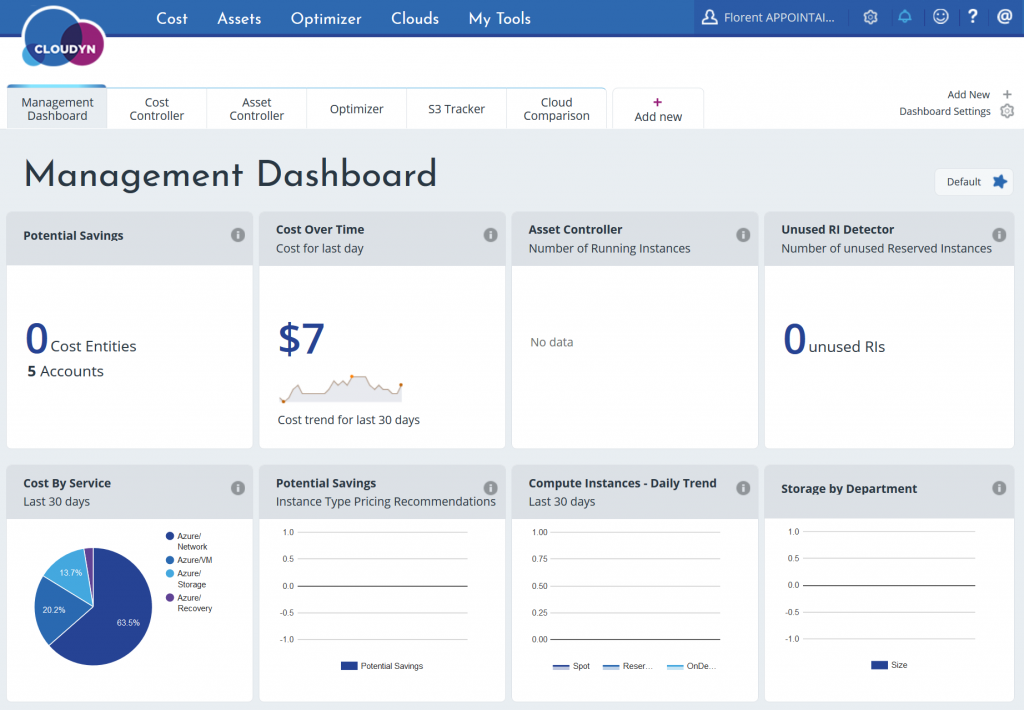 Cost Assets Optimizer Clouds My Tools Florent APPOINTAI... ? @
CLOUDYN
Management
Dashboard
Cost
Controller
Asset
Controller
Optimizer
S3 Tracker
Cloud
Comparison
+
Add new
Add New +
Dashboard Settings
Management Dashboard
Default
Potential Savings
Cost Over Time
Cost for last day
Asset Controller
Number of Running Instances
Unused RI Detector
Number of unused Reserved Instances
0 Cost Entities
5 Accounts
$7
Cost trend for last 30 days
No data
0 unused RIs
Cost By Service
Last 30 days
Potential Savings
Instance Type Pricing Recommendations
Compute Instances - Daily Trend
Last 30 days
Storage by Department
13.7%
20.2%
63.5%
Azure/
Network
Azure/VM
Azure/
Storage
Azure/
Recovery
1.0
0.5
0.0
-0.5
-1.0
Potential Savings
1.00
0.75
0.50
0.25
0.00
Spot Reser... OnDe...
1.0
0.5
0.0
-0.5
-1.0
Size